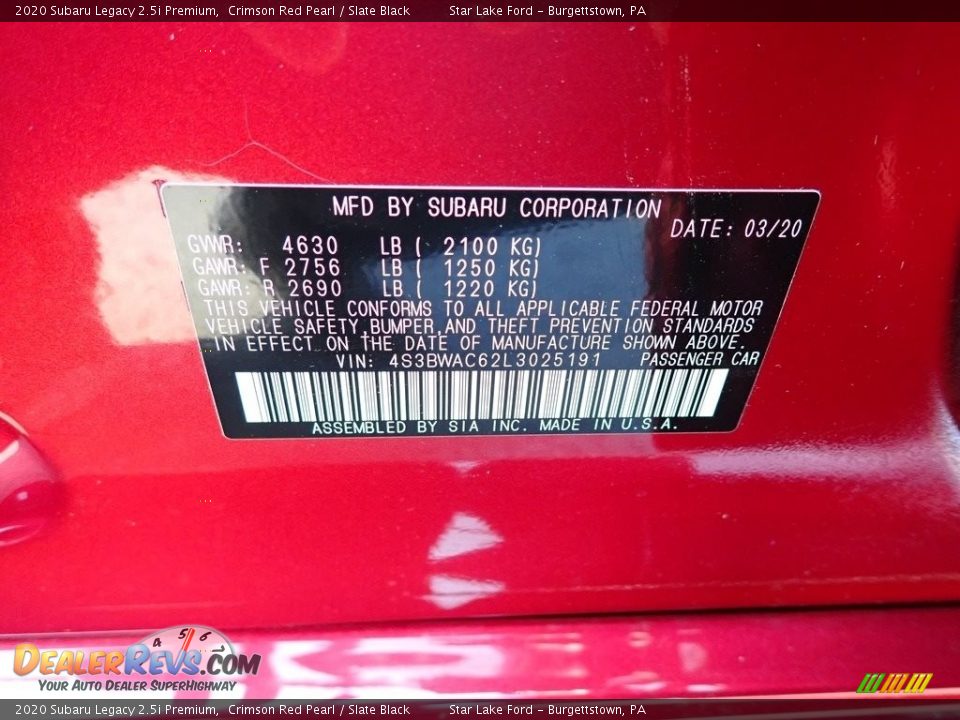 2020 Subaru Legacy 2.5i Premium, Crimson Red Pearl / Slate Black Star Lake Ford - Burgettstown, PA
MFD BY SUBARU CORPORATION
DATE: 03/20
GVWR: 4630 LB ( 2100 KG)
GAWR: F 2756 LB ( 1250 KG)
GAWR: R 2690 LB ( 1220 KG)
THIS VEHICLE CONFORMS TO ALL APPLICABLE FEDERAL MOTOR
VEHICLE SAFETY,BUMPER,AND THEFT PREVENTION STANDARDS
IN EFFECT ON THE DATE OF MANUFACTURE SHOWN ABOVE.
VIN: 4S3BWAC62L3025191 PASSENGER CAR
ASSEMBLED BY SIA INC. MADE IN U.S.A.
4 5 6
DealerRevs.com
Your Auto Dealer SuperHighway
2020 Subaru Legacy 2.5i Premium, Crimson Red Pearl / Slate Black Star Lake Ford - Burgettstown, PA